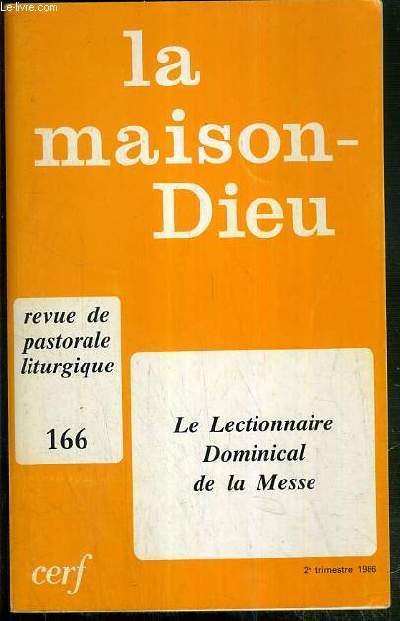 Le-livre.com
la
maison-
Dieu
revue de
pastorale
liturgique
166
Le Lectionnaire
Dominical
de la Messe
cerf
2e trimestre 1986